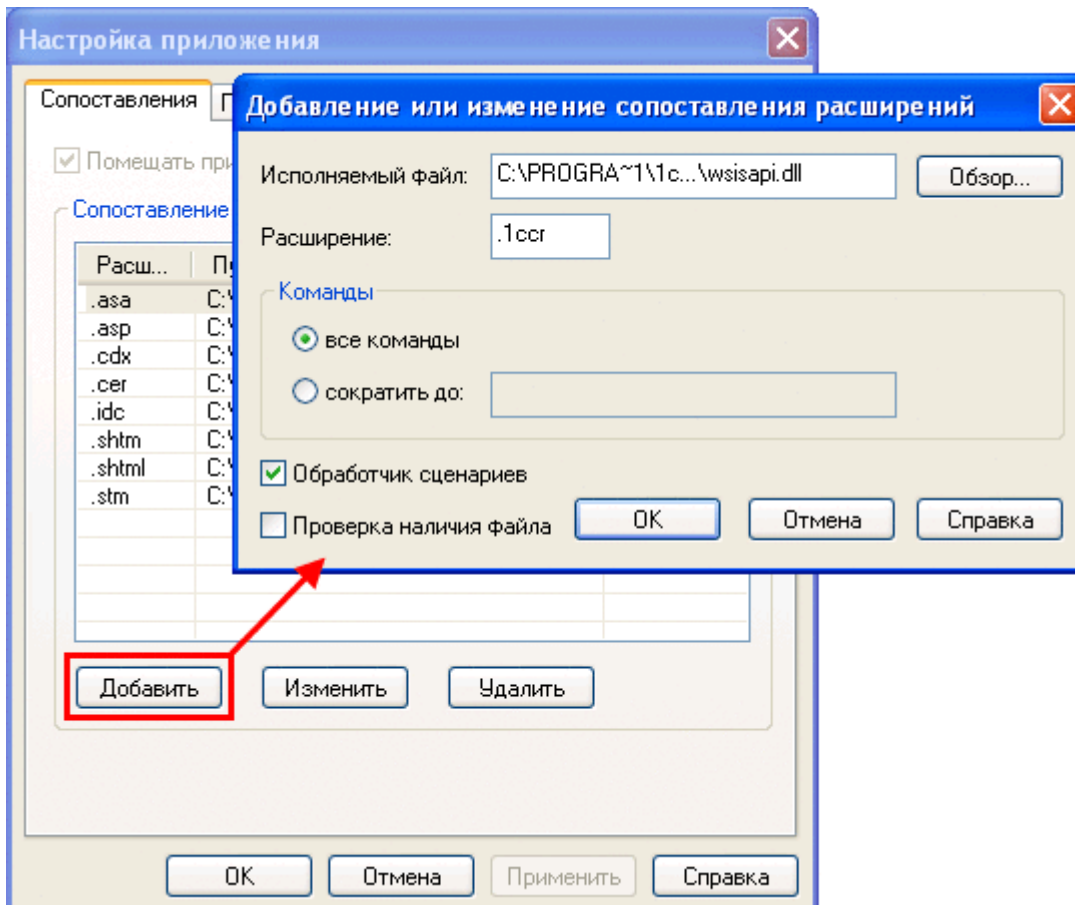 Настройка приложения
Сопоставления
Добавление или изменение сопоставления расширений
Помещать
Исполняемый файл: C:\PROGRA~1\1c...\wsisapi.dll Обзор...
Сопоставление
Расширение: .1ccr
Расш...
Команды
.asa C:\
.asp C:\
все команды
.cdx C:\
.cer C:\
сократить до:
.idc C:\
.shtm C:\
.shtml C:\
Обработчик сценариев
.stm C:\
Проверка наличия файла OK Отмена Справка
Добавить Изменить Удалить
OK Отмена Применить Справка